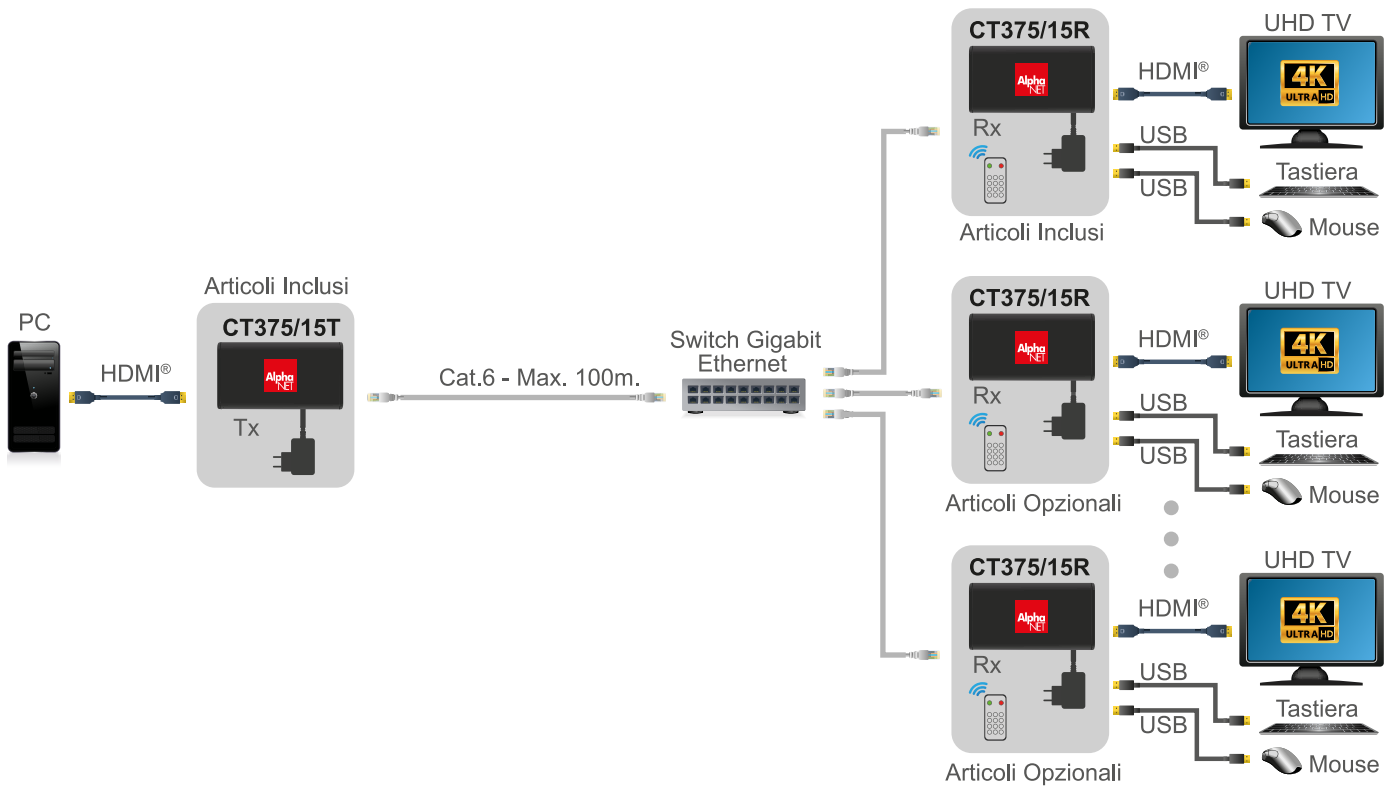 PC
HDMI®
Articoli Inclusi
CT375/15T
Alpha
NET
Tx
Cat.6 - Max. 100m.
Switch Gigabit
Ethernet
CT375/15R
Alpha
NET
Rx
Articoli Inclusi
HDMI®
USB
USB
UHD TV
4K
ULTRA HD
Tastiera
Mouse
CT375/15R
Alpha
NET
Rx
Articoli Opzionali
HDMI®
USB
USB
UHD TV
4K
ULTRA HD
Tastiera
Mouse
CT375/15R
Alpha
NET
Rx
Articoli Opzionali
HDMI®
USB
USB
UHD TV
4K
ULTRA HD
Tastiera
Mouse